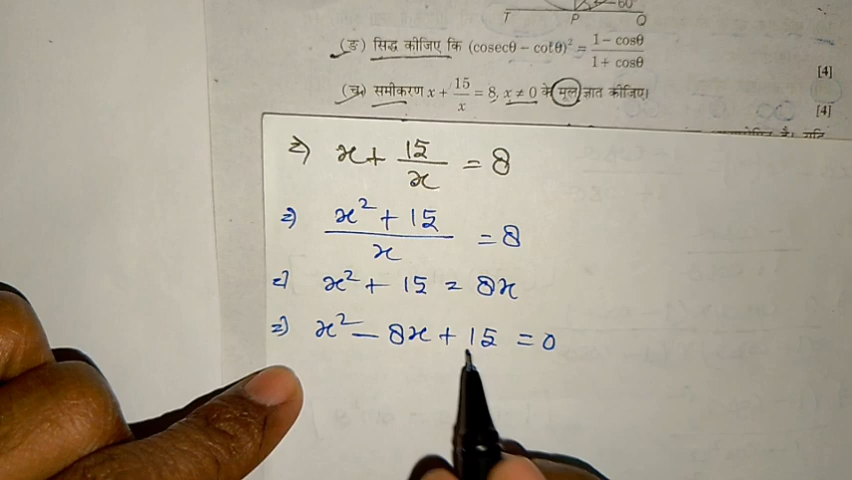 T P Q 60°
(ङ) सिद्ध कीजिए कि (cosecθ – cotθ)² = 1 – cosθ / 1 + cosθ
[4]
(च) समीकरण x + 15/x = 8, x ≠ 0 के मूल ज्ञात कीजिए।
[4]
⇒) x + 15/x = 8
⇒) x² + 15 / x = 8
⇒) x² + 15 = 8x
⇒) x² – 8x + 15 = 0